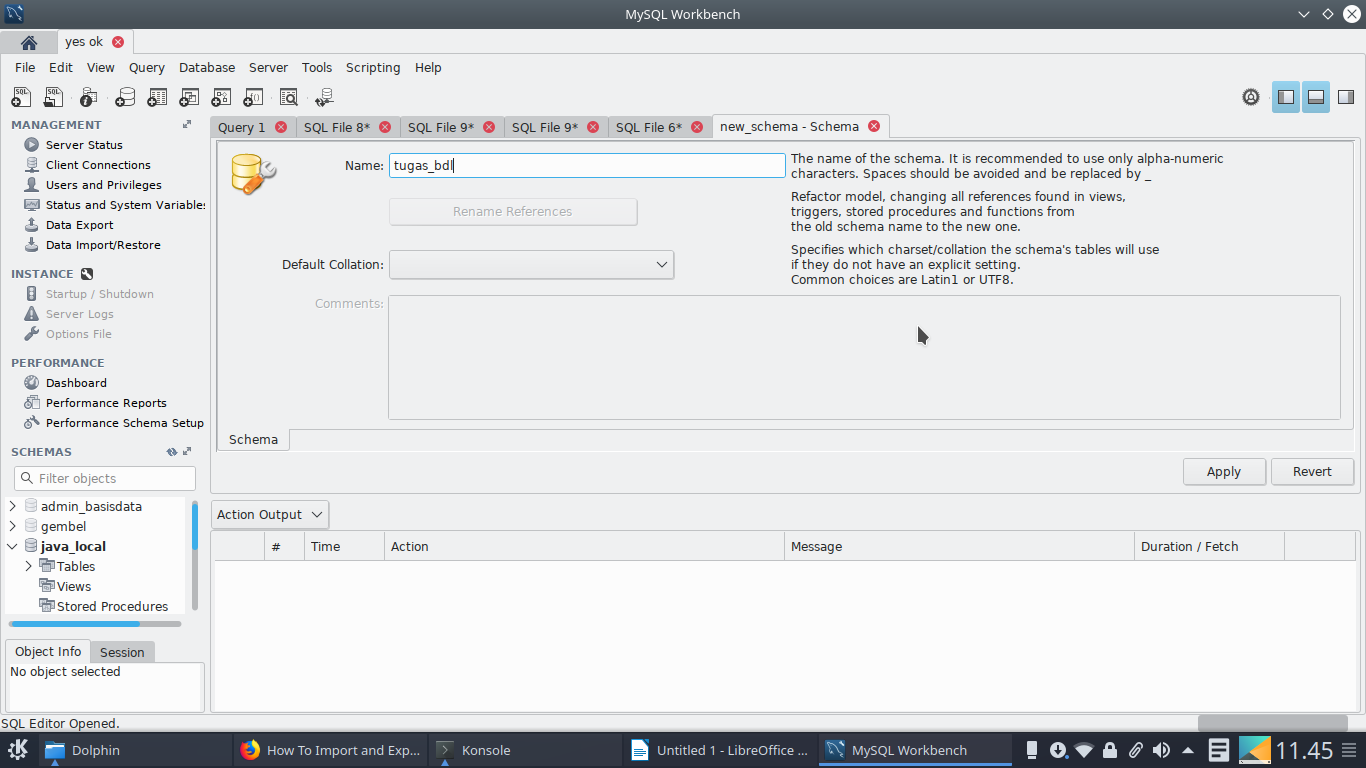 MySQL Workbench
yes ok
File Edit View Query Database Server Tools Scripting Help
MANAGEMENT
Server Status
Client Connections
Users and Privileges
Status and System Variables
Data Export
Data Import/Restore
INSTANCE
Startup / Shutdown
Server Logs
Options File
PERFORMANCE
Dashboard
Performance Reports
Performance Schema Setup
SCHEMAS
Filter objects
admin_basisdata
gembel
java_local
Tables
Views
Stored Procedures
Object Info Session
No object selected
Query 1 SQL File 8* SQL File 9* SQL File 9* SQL File 6* new_schema - Schema
Name: tugas_bdl
The name of the schema. It is recommended to use only alpha-numeric
characters. Spaces should be avoided and be replaced by _
Rename References
Refactor model, changing all references found in views,
triggers, stored procedures and functions from
the old schema name to the new one.
Default Collation:
Specifies which charset/collation the schema's tables will use
if they do not have an explicit setting.
Common choices are Latin1 or UTF8.
Comments:
Schema
Apply Revert
Action Output
# Time Action Message Duration / Fetch
SQL Editor Opened.
Dolphin How To Import and Exp... Konsole Untitled 1 - LibreOffice ... MySQL Workbench 11.45